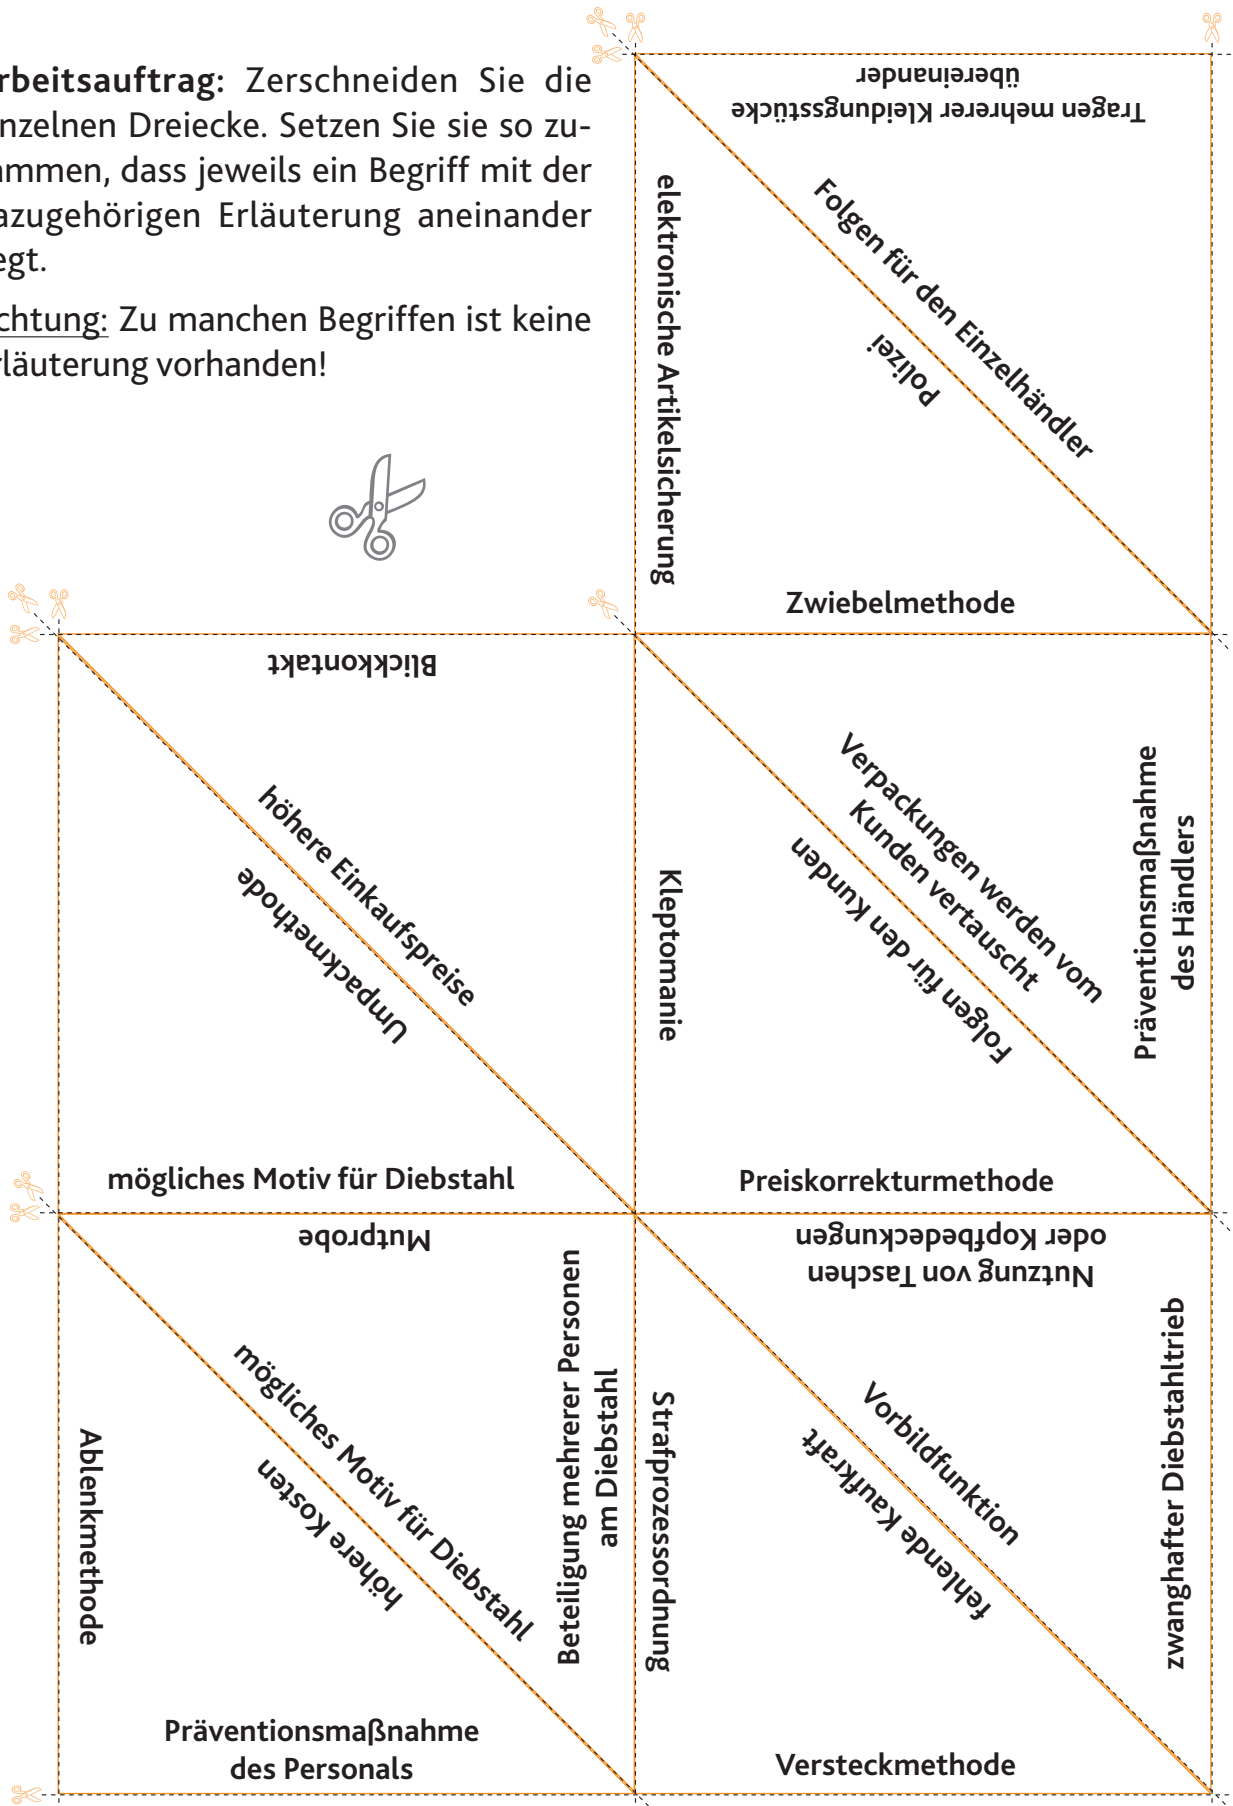 rbeitsauftrag: Zerschneiden Sie die
nzelnen Dreiecke. Setzen Sie sie so zu-
ammen, dass jeweils ein Begriff mit der
azugehörigen Erläuterung aneinander
egt.
chtung: Zu manchen Begriffen ist keine
rläuterung vorhanden!
Tragen mehrerer Kleidungsstücke
übereinander
Folgen für den Einzelhändler
elektronische Artikelsicherung
Polizei
Zwiebelmethode
Blickkontakt
höhere Einkaufspreise
Umpackmethode
mögliches Motiv für Diebstahl
Verpackungen werden vom
Kunden vertauscht
Präventionsmaßnahme
des Händlers
Kleptomanie
Folgen für den Kunden
Preiskorrekturmethode
Mutprobe
mögliches Motiv für Diebstahl
Beteiligung mehrerer Personen
am Diebstahl
Ablenkmethode
höhere Kosten
Präventionsmaßnahme
des Personals
Nutzung von Taschen
oder Kopfbedeckungen
Vorbildfunktion
zwanghafter Diebstahltrieb
Strafprozessordnung
fehlende Kaufkraft
Versteckmethode